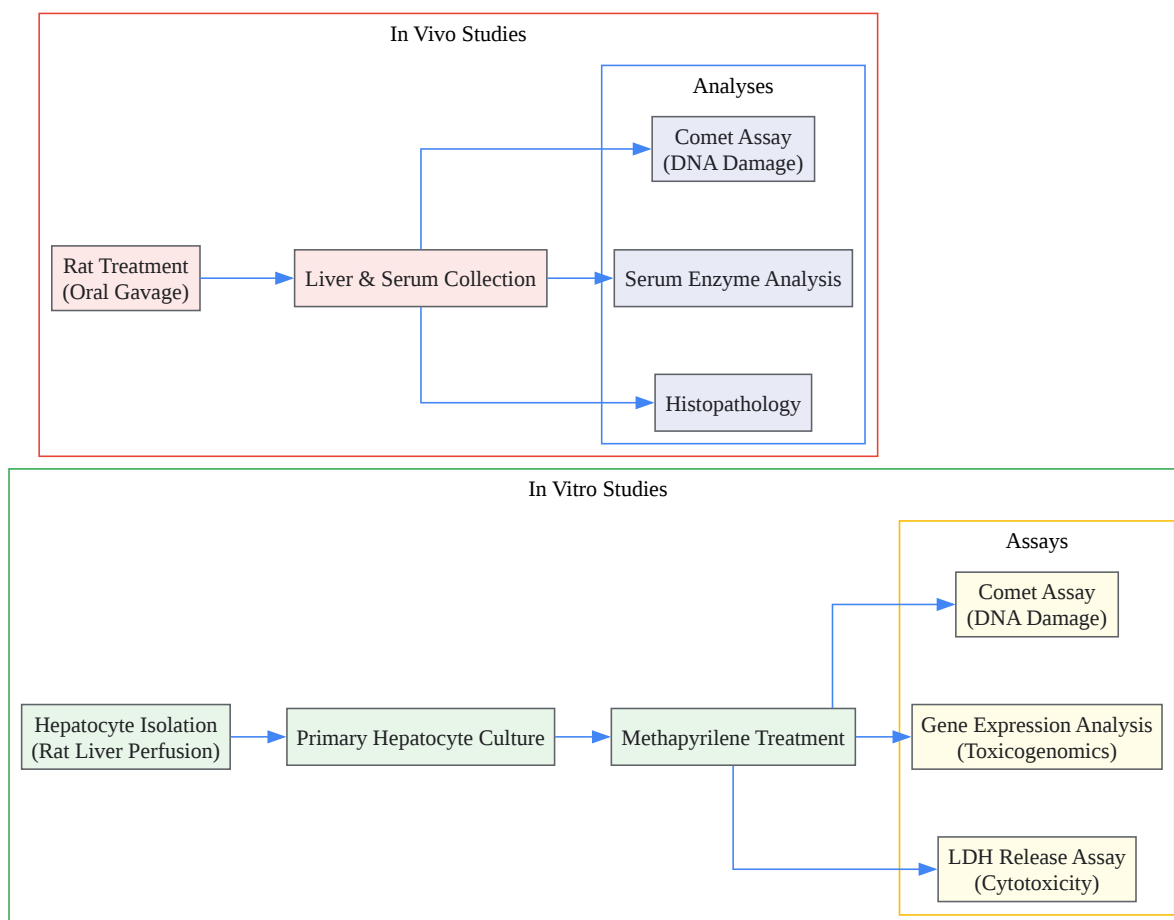 In Vivo Studies
Analyses
Comet Assay
(DNA Damage)
Rat Treatment
(Oral Gavage)
Liver & Serum Collection
Serum Enzyme Analysis
Histopathology
In Vitro Studies
Assays
Comet Assay
(DNA Damage)
Hepatocyte Isolation
(Rat Liver Perfusion)
Primary Hepatocyte Culture
Methapyrilene Treatment
Gene Expression Analysis
(Toxicogenomics)
LDH Release Assay
(Cytotoxicity)